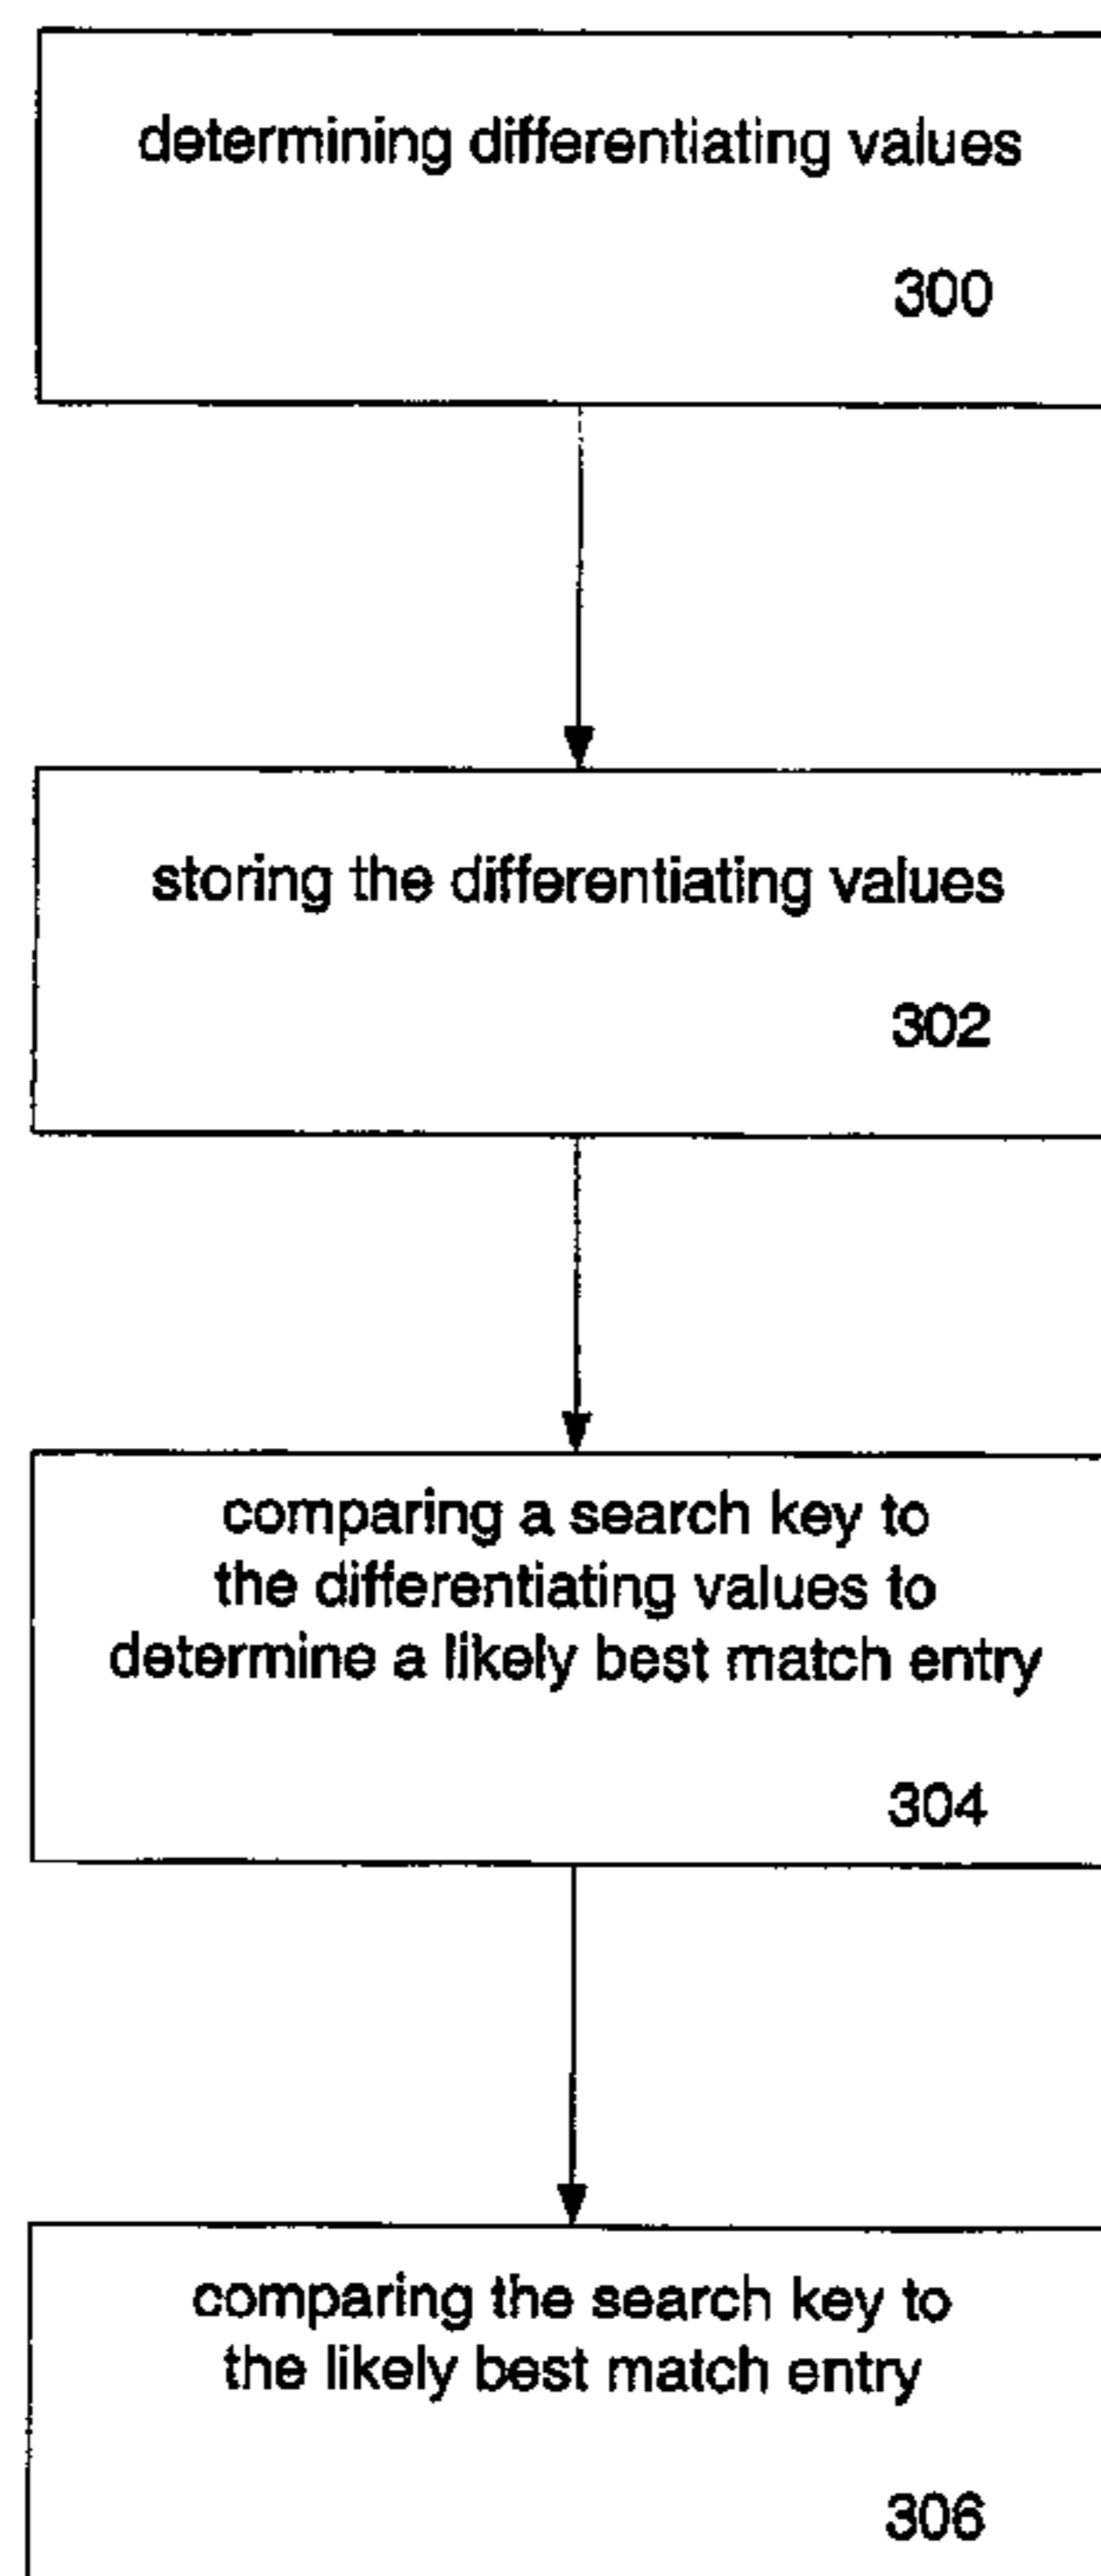 determining differentiating values
300
storing the differentiating values
302
comparing a search key to
the differentiating values to
determine a likely best match entry
304
comparing the search key to
the likely best match entry
306